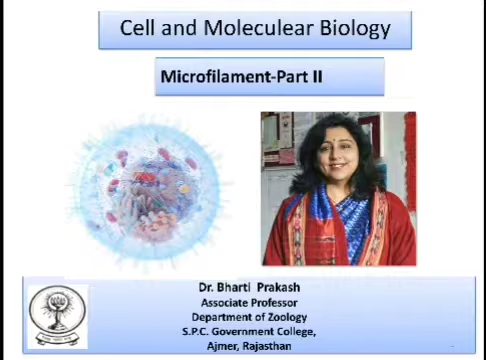 Cell and Moleculear Biology
Microfilament-Part II
Dr. Bharti Prakash
Associate Professor
Department of Zoology
S.P.C. Government College,
Ajmer, Rajasthan